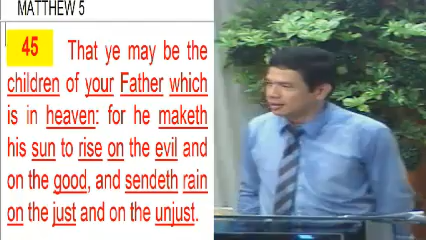 MATTHEW 5
45 That ye may be the
children of your Father which
is in heaven: for he maketh
his sun to rise on the evil and
on the good, and sendeth rain
on the just and on the unjust.